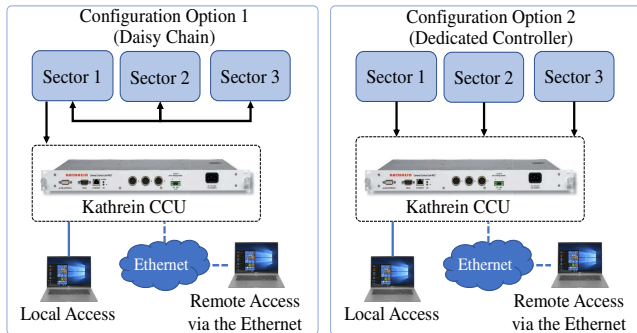 Configuration Option 1
(Daisy Chain)
Sector 1
Sector 2
Sector 3
KATHREIN
Kathrein CCU
Ethernet
Local Access
Remote Access
via the Ethernet
Configuration Option 2
(Dedicated Controller)
Sector 1
Sector 2
Sector 3
KATHREIN
Kathrein CCU
Ethernet
Local Access
Remote Access
via the Ethernet